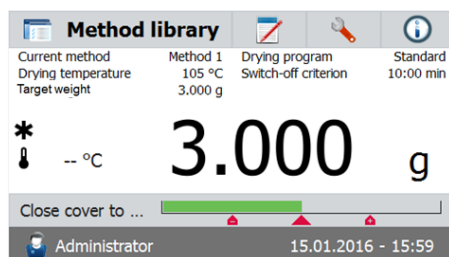 Method library
Current method Method 1 Drying program Standard
Drying temperature 105 °C Switch-off criterion 10:00 min
Target weight 3.000 g
-- °C 3.000 g
Close cover to ...
Administrator 15.01.2016 - 15:59